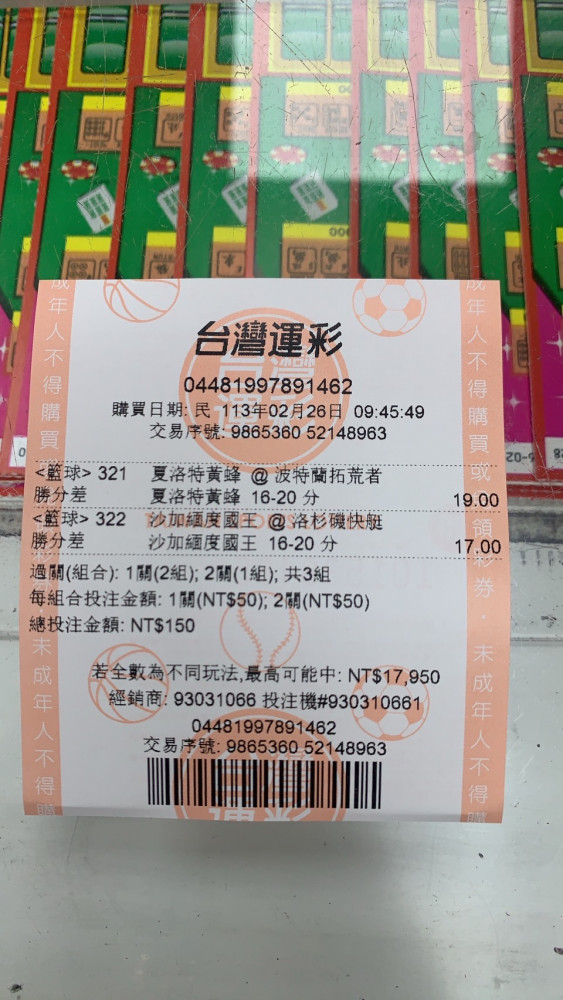 台灣運彩
04481997891462
購買日期: 民 113年02月26日 09:45:49
交易序號: 9865360 52148963
<籃球> 321 夏洛特黃蜂 @ 波特蘭拓荒者
勝分差 夏洛特黃蜂 16-20 分 19.00
<籃球> 322 沙加緬度國王 @ 洛杉磯快艇
勝分差 沙加緬度國王 16-20 分 17.00
過關(組合): 1關(2組); 2關(1組); 共3組
每組合投注金額: 1關(NT$50); 2關(NT$50)
總投注金額: NT$150
若全數為不同玩法,最高可能中: NT$17,950
經銷商: 93031066 投注機#930310661
04481997891462
交易序號: 9865360 52148963
成年人不得購買
未成年人不得購
成年人不得購買或領彩券．未成年人不得購